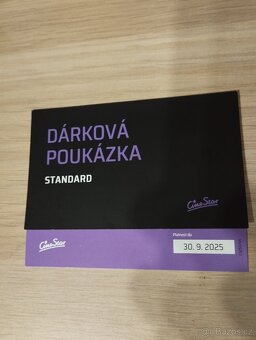 DÁRKOVÁ
POUKÁZKA
STANDARD
CineStar
CineStar
Platnost do
30. 9. 2025